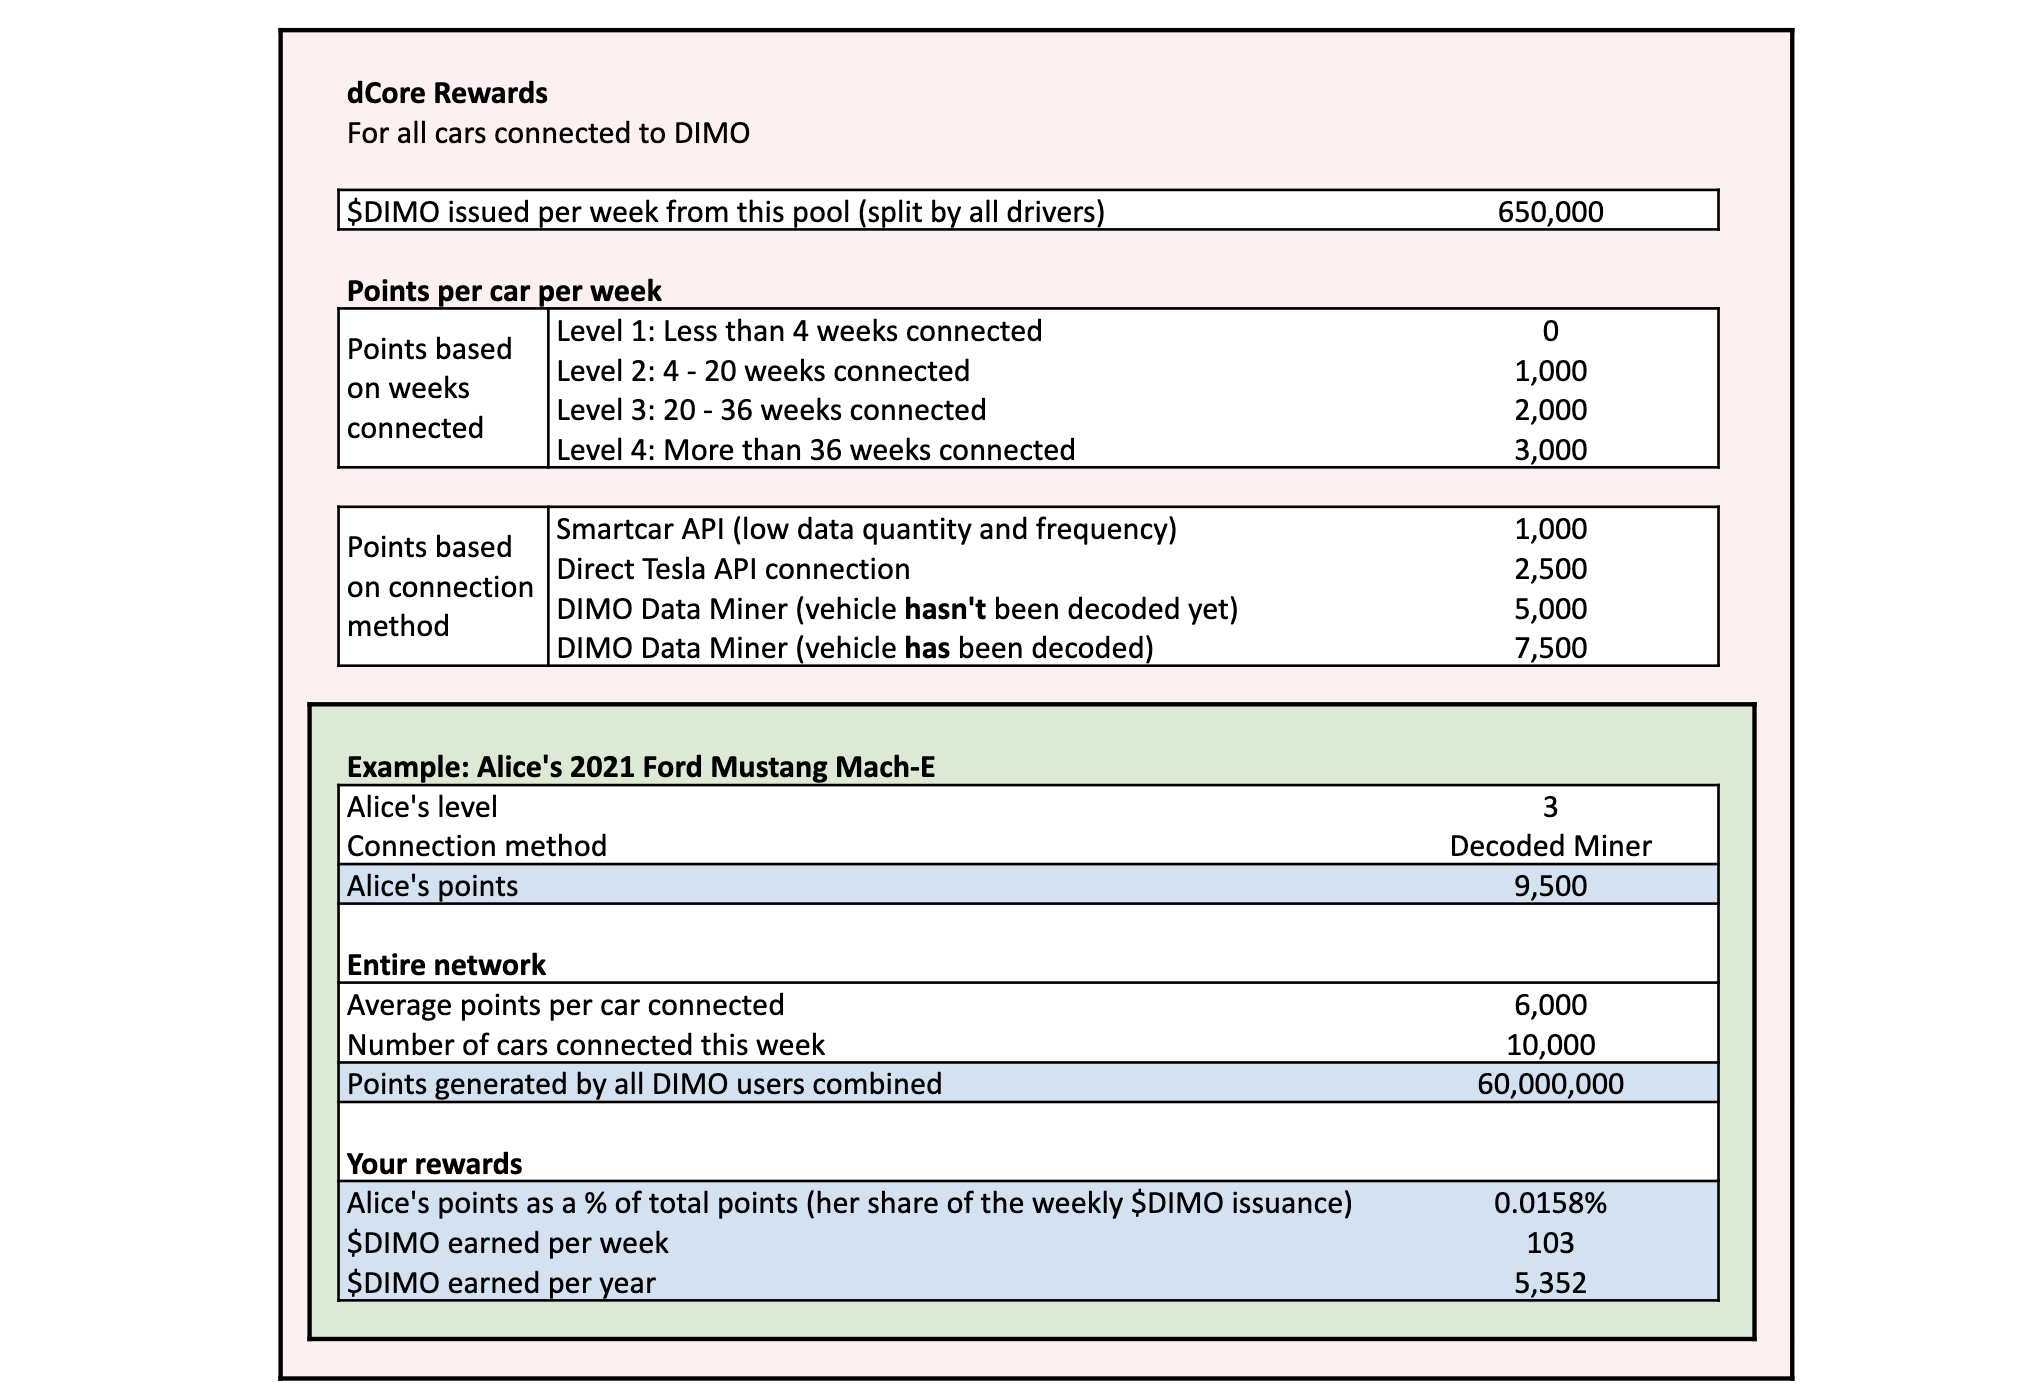 dCore Rewards
For all cars connected to DIMO
$DIMO issued per week from this pool (split by all drivers) 650,000
Points per car per week
Points based
on weeks
connected
Level 1: Less than 4 weeks connected 0
Level 2: 4 - 20 weeks connected 1,000
Level 3: 20 - 36 weeks connected 2,000
Level 4: More than 36 weeks connected 3,000
Points based
on connection
method
Smartcar API (low data quantity and frequency) 1,000
Direct Tesla API connection 2,500
DIMO Data Miner (vehicle hasn't been decoded yet) 5,000
DIMO Data Miner (vehicle has been decoded) 7,500
Example: Alice's 2021 Ford Mustang Mach-E
Alice's level 3
Connection method Decoded Miner
Alice's points 9,500
Entire network
Average points per car connected 6,000
Number of cars connected this week 10,000
Points generated by all DIMO users combined 60,000,000
Your rewards
Alice's points as a % of total points (her share of the weekly $DIMO issuance) 0.0158%
$DIMO earned per week 103
$DIMO earned per year 5,352